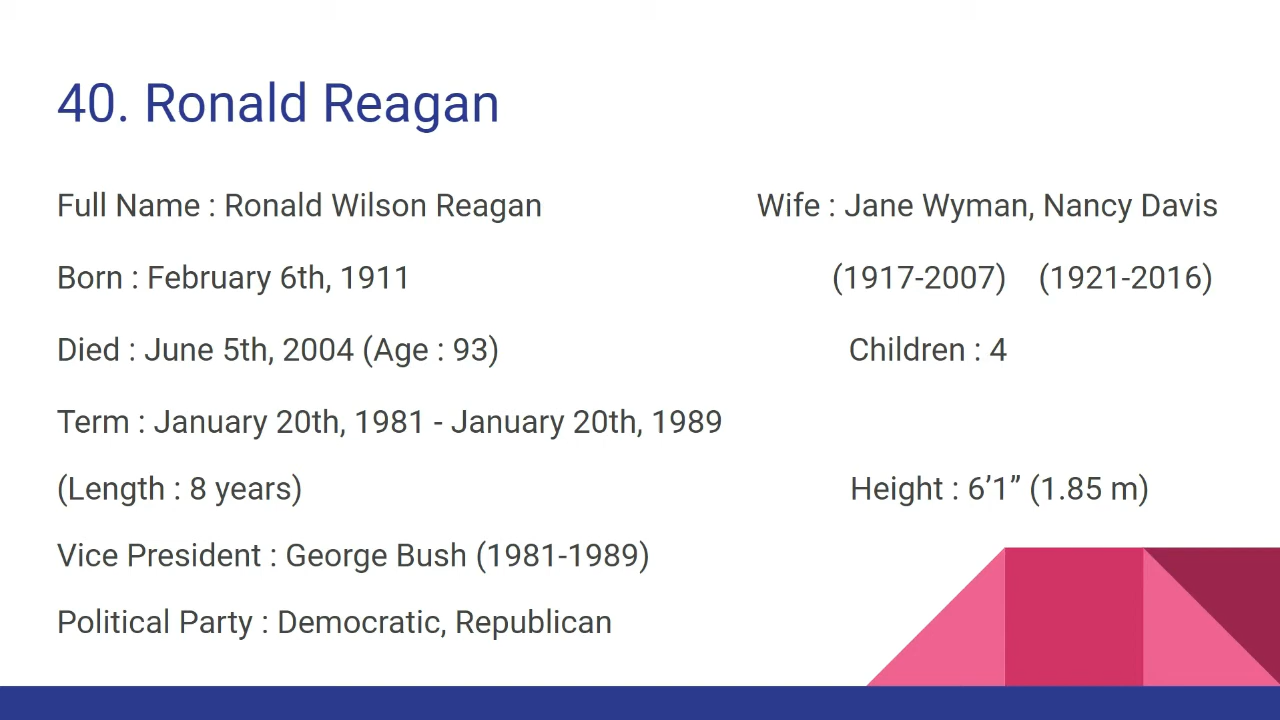 40. Ronald Reagan
Full Name : Ronald Wilson Reagan
Wife : Jane Wyman, Nancy Davis
Born : February 6th, 1911
(1917-2007) (1921-2016)
Died : June 5th, 2004 (Age : 93)
Children : 4
Term : January 20th, 1981 - January 20th, 1989
(Length : 8 years)
Height : 6’1” (1.85 m)
Vice President : George Bush (1981-1989)
Political Party : Democratic, Republican